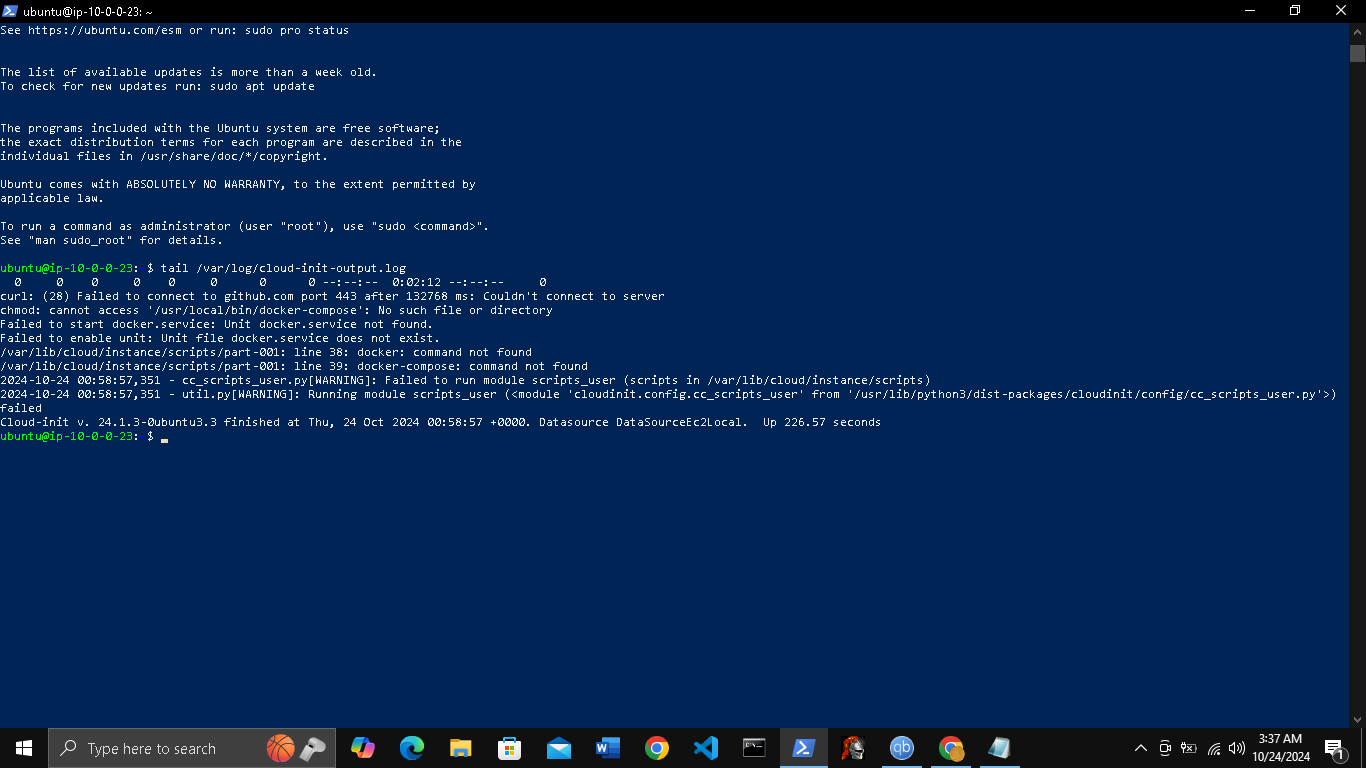 ubuntu@ip-10-0-0-23: ~
See https://ubuntu.com/esm or run: sudo pro status
The list of available updates is more than a week old.
To check for new updates run: sudo apt update
The programs included with the Ubuntu system are free software;
the exact distribution terms for each program are described in the
individual files in /usr/share/doc/*/copyright.
Ubuntu comes with ABSOLUTELY NO WARRANTY, to the extent permitted by
applicable law.
To run a command as administrator (user "root"), use "sudo <command>".
See "man sudo_root" for details.
ubuntu@ip-10-0-0-23:~$ tail /var/log/cloud-init-output.log
  0     0    0     0    0     0      0      0 --:--:--  0:02:12 --:--:--     0
curl: (28) Failed to connect to github.com port 443 after 132768 ms: Couldn't connect to server
chmod: cannot access '/usr/local/bin/docker-compose': No such file or directory
Failed to start docker.service: Unit docker.service not found.
Failed to enable unit: Unit file docker.service does not exist.
/var/lib/cloud/instance/scripts/part-001: line 38: docker: command not found
/var/lib/cloud/instance/scripts/part-001: line 39: docker-compose: command not found
2024-10-24 00:58:57,351 - cc_scripts_user.py[WARNING]: Failed to run module scripts_user (scripts in /var/lib/cloud/instance/scripts)
2024-10-24 00:58:57,351 - util.py[WARNING]: Running module scripts_user (<module 'cloudinit.config.cc_scripts_user' from '/usr/lib/python3/dist-packages/cloudinit/config/cc_scripts_user.py'>)
failed
Cloud-init v. 24.1.3-0ubuntu3.3 finished at Thu, 24 Oct 2024 00:58:57 +0000. Datasource DataSourceEc2Local.  Up 226.57 seconds
ubuntu@ip-10-0-0-23:~$
Type here to search
qb
3:37 AM
10/24/2024
1